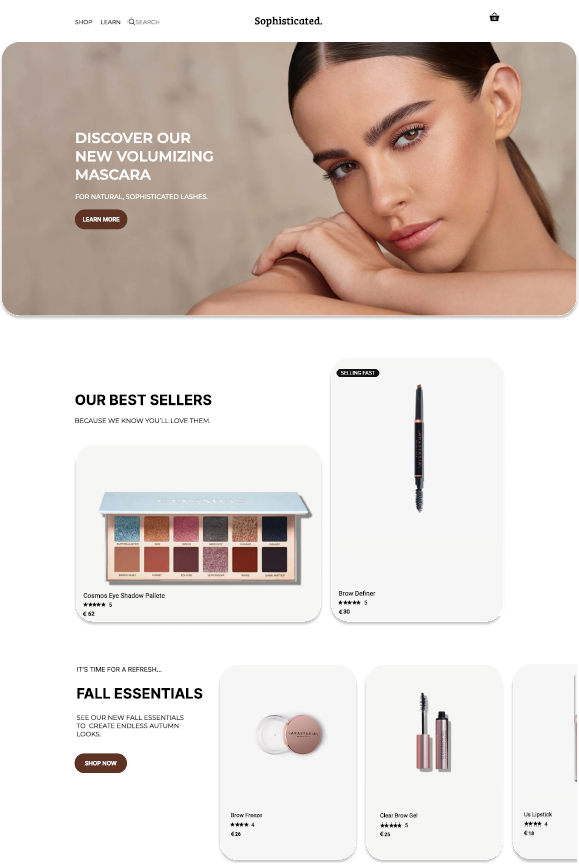 SHOP LEARN SEARCH
Sophisticated.
DISCOVER OUR
NEW VOLUMIZING
MASCARA
FOR NATURAL, SOPHISTICATED LASHES.
LEARN MORE
OUR BEST SELLERS
BECAUSE WE KNOW YOU'LL LOVE THEM.
Cosmos Eye Shadow Pallete
★★★★★ 5
€ 62
SELLING FAST
Brow Definer
★★★★★ 5
€ 30
IT'S TIME FOR A REFRESH...
FALL ESSENTIALS
SEE OUR NEW FALL ESSENTIALS
TO CREATE ENDLESS AUTUMN
LOOKS.
SHOP NOW
Brow Freeze
★★★★ 4
€ 26
Clear Brow Gel
★★★★★ 5
€ 25
Us Lipstick
★★★★ 4
€ 18